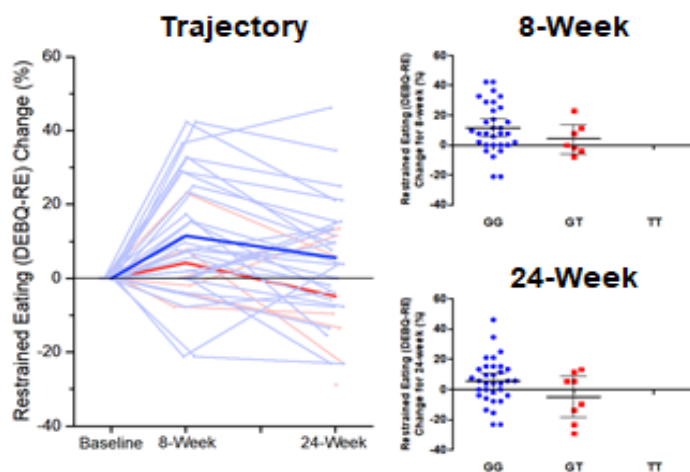 Trajectory
Restrained Eating (DEBQ-RE) Change (%)
60
40
20
0
-20
-40
Baseline
8-Week
24-Week
8-Week
Restrained Eating (DEBQ-RE)
Change for 8-week (%)
60
40
20
0
-20
-40
GG
GT
TT
24-Week
Restrained Eating (DEBQ-RE)
Change for 24-week (%)
60
40
20
0
-20
-40
GG
GT
TT